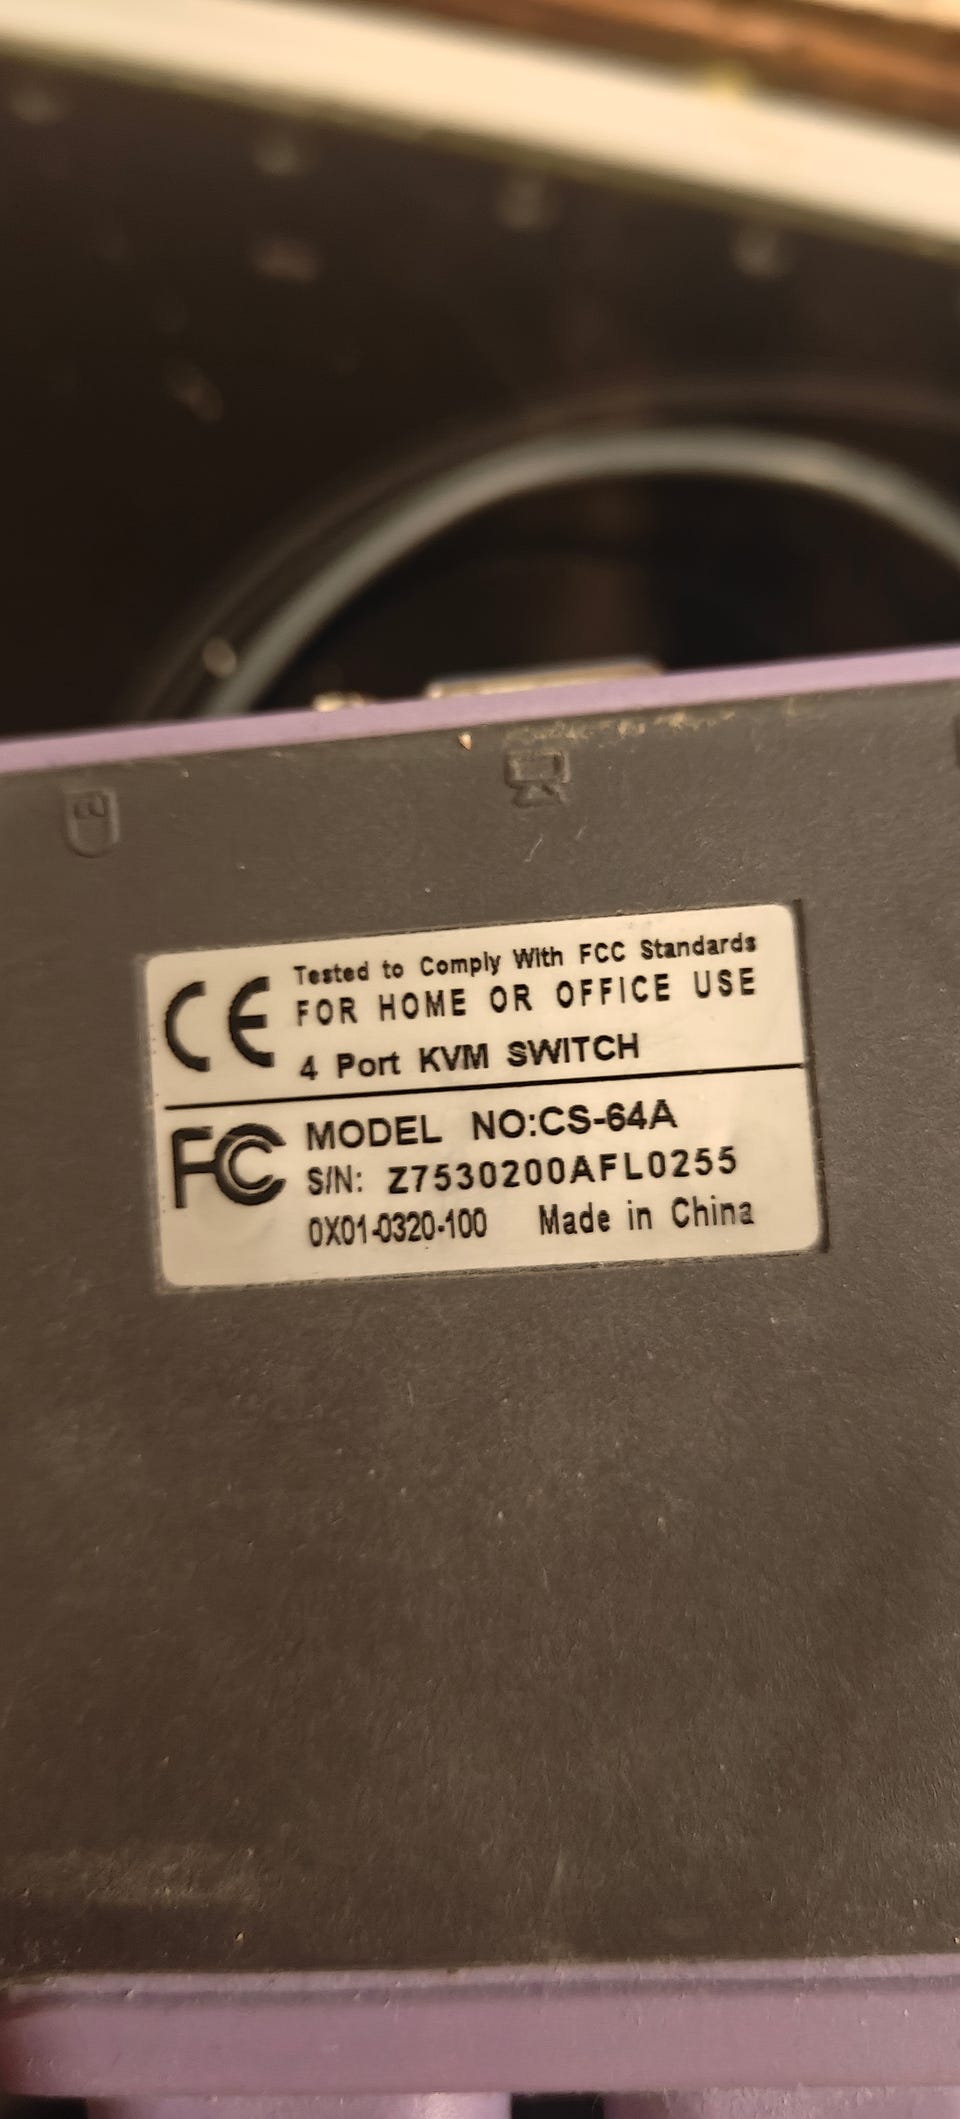 CE
Tested to Comply With FCC Standards
FOR HOME OR OFFICE USE
4 Port KVM SWITCH
FC
MODEL NO:CS-64A
S/N: Z7530200AFL0255
0X01-0320-100 Made in China